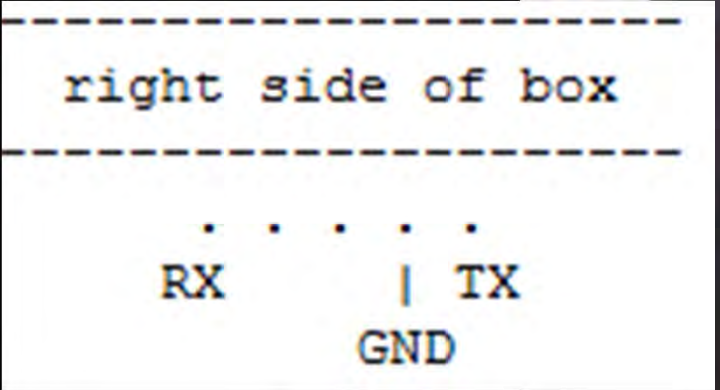 ----------------------
right side of box
----------------------
. . . . .
RX | TX
GND